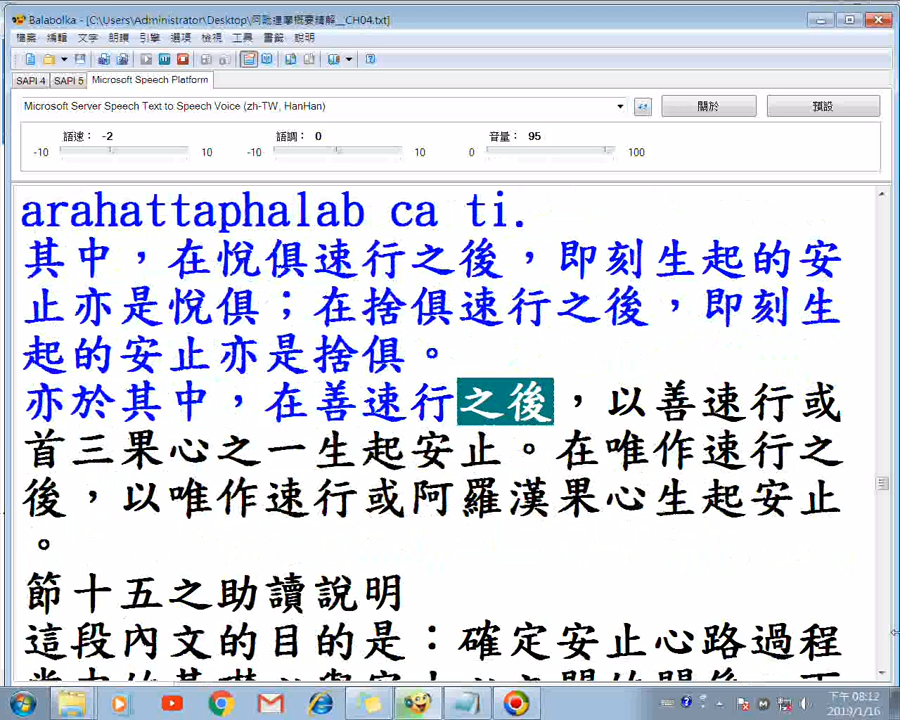 Balabolka - [C:\Users\Administrator\Desktop\阿毗達摩概要精解__CH04.txt]
檔案 編輯 文字 朗讀 引擎 選項 檢視 工具 書籤 說明
SAPI 4 SAPI 5 Microsoft Speech Platform
Microsoft Server Speech Text to Speech Voice (zh-TW, HanHan) 關於 預設
語速： -2 語調： 0 音量： 95
-10 10 -10 10 0 100
arahattaphalab ca ti.
其中，在悅俱速行之後，即刻生起的安
止亦是悅俱；在捨俱速行之後，即刻生
起的安止亦是捨俱。
亦於其中，在善速行之後，以善速行或
首三果心之一生起安止。在唯作速行之
後，以唯作速行或阿羅漢果心生起安止
。
節十五之助讀說明
這段內文的目的是：確定安止心路過程
下午 08:12
2019/1/16